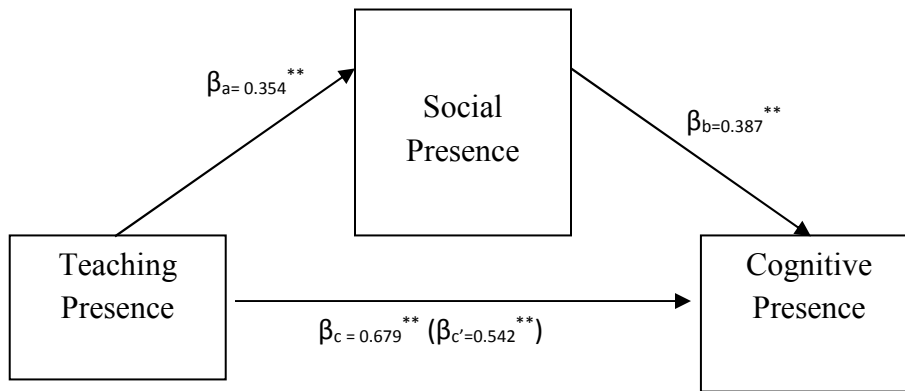 Social
Presence
βa= 0.354**
βb=0.387**
Teaching
Presence
Cognitive
Presence
βc = 0.679** (βc’=0.542**)